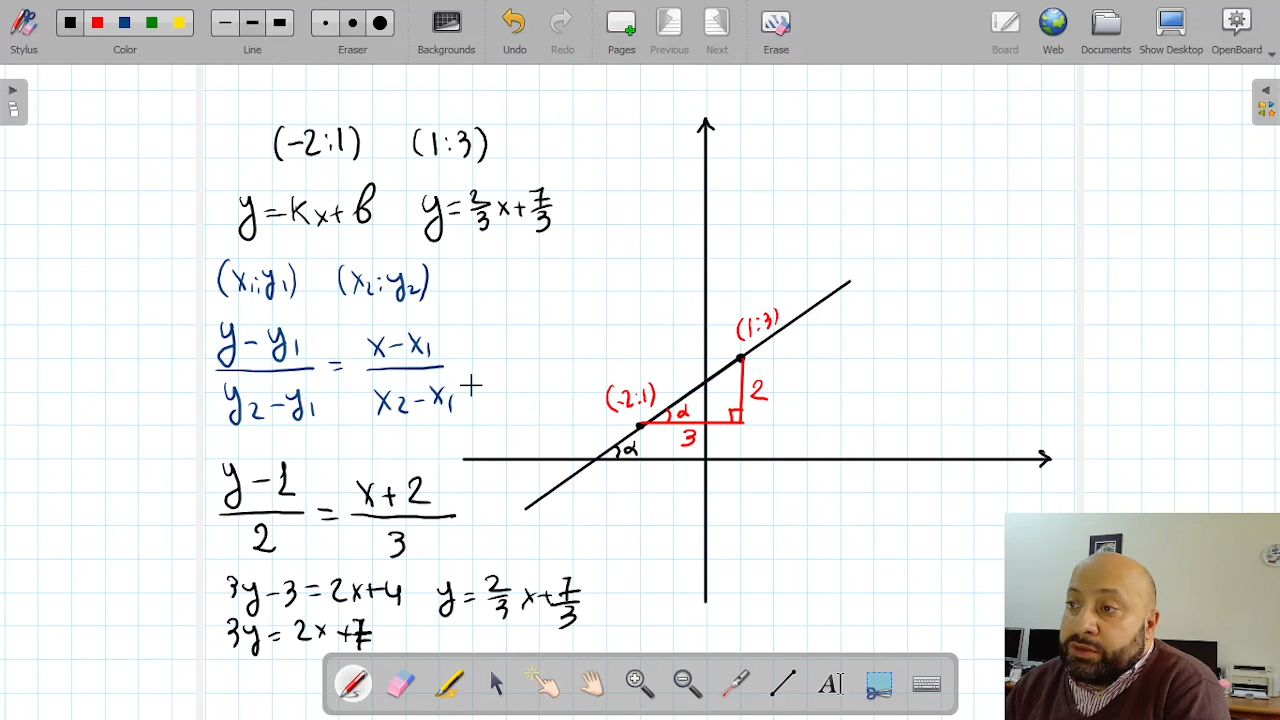 Stylus Color Line Eraser Backgrounds Undo Redo Pages Previous Next Erase Board Web Documents Show Desktop OpenBoard
(-2;1) (1;3)
y=kx+b y=2/3x+7/3
(x₁;y₁) (x₂;y₂)
y-y₁/y₂-y₁ = x-x₁/x₂-x₁
y-1/2 = x+2/3
3y-3=2x+4 y=2/3x+7/3
3y=2x+7
(1;3)
(-2;1)
α
2
3
α